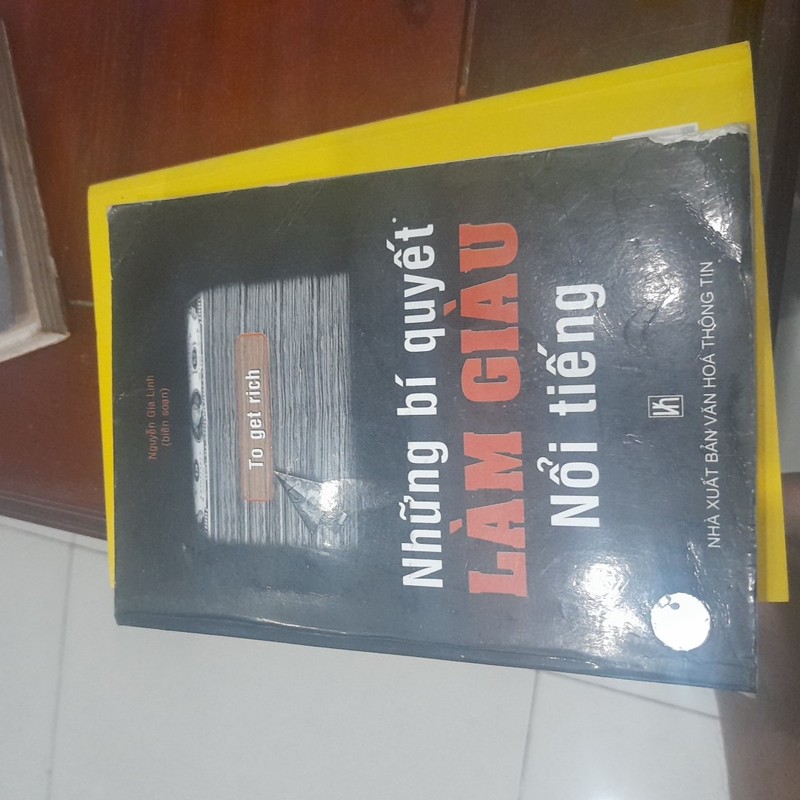 Nguyễn Gia Linh
(biên soạn)
To get rich
Những bí quyết
LÀM GIÀU
Nổi tiếng
NHÀ XUẤT BẢN VĂN HOÁ THÔNG TIN